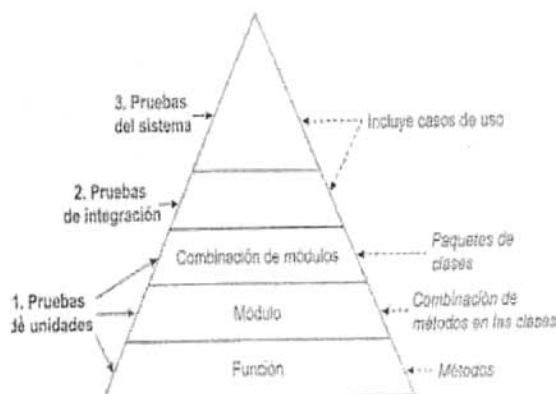 3. Pruebas
del sistema
Incluye casos de uso
2. Pruebas
de integración
Combinación de módulos
Paquetes de
clases
1. Pruebas
de unidades
Módulo
Combinación de
métodos en las clases
Función
Métodos